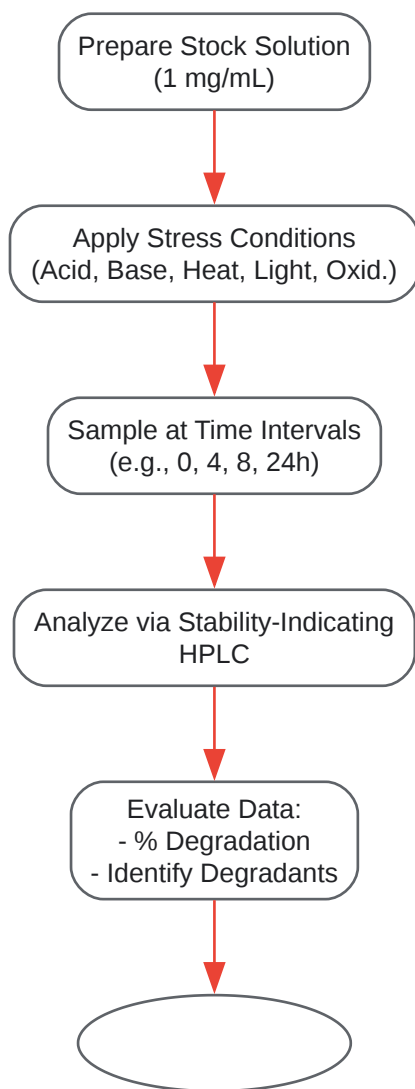 Prepare Stock Solution
(1 mg/mL)
Apply Stress Conditions
(Acid, Base, Heat, Light, Oxid.)
Sample at Time Intervals
(e.g., 0, 4, 8, 24h)
Analyze via Stability-Indicating
HPLC
Evaluate Data:
- % Degradation
- Identify Degradants